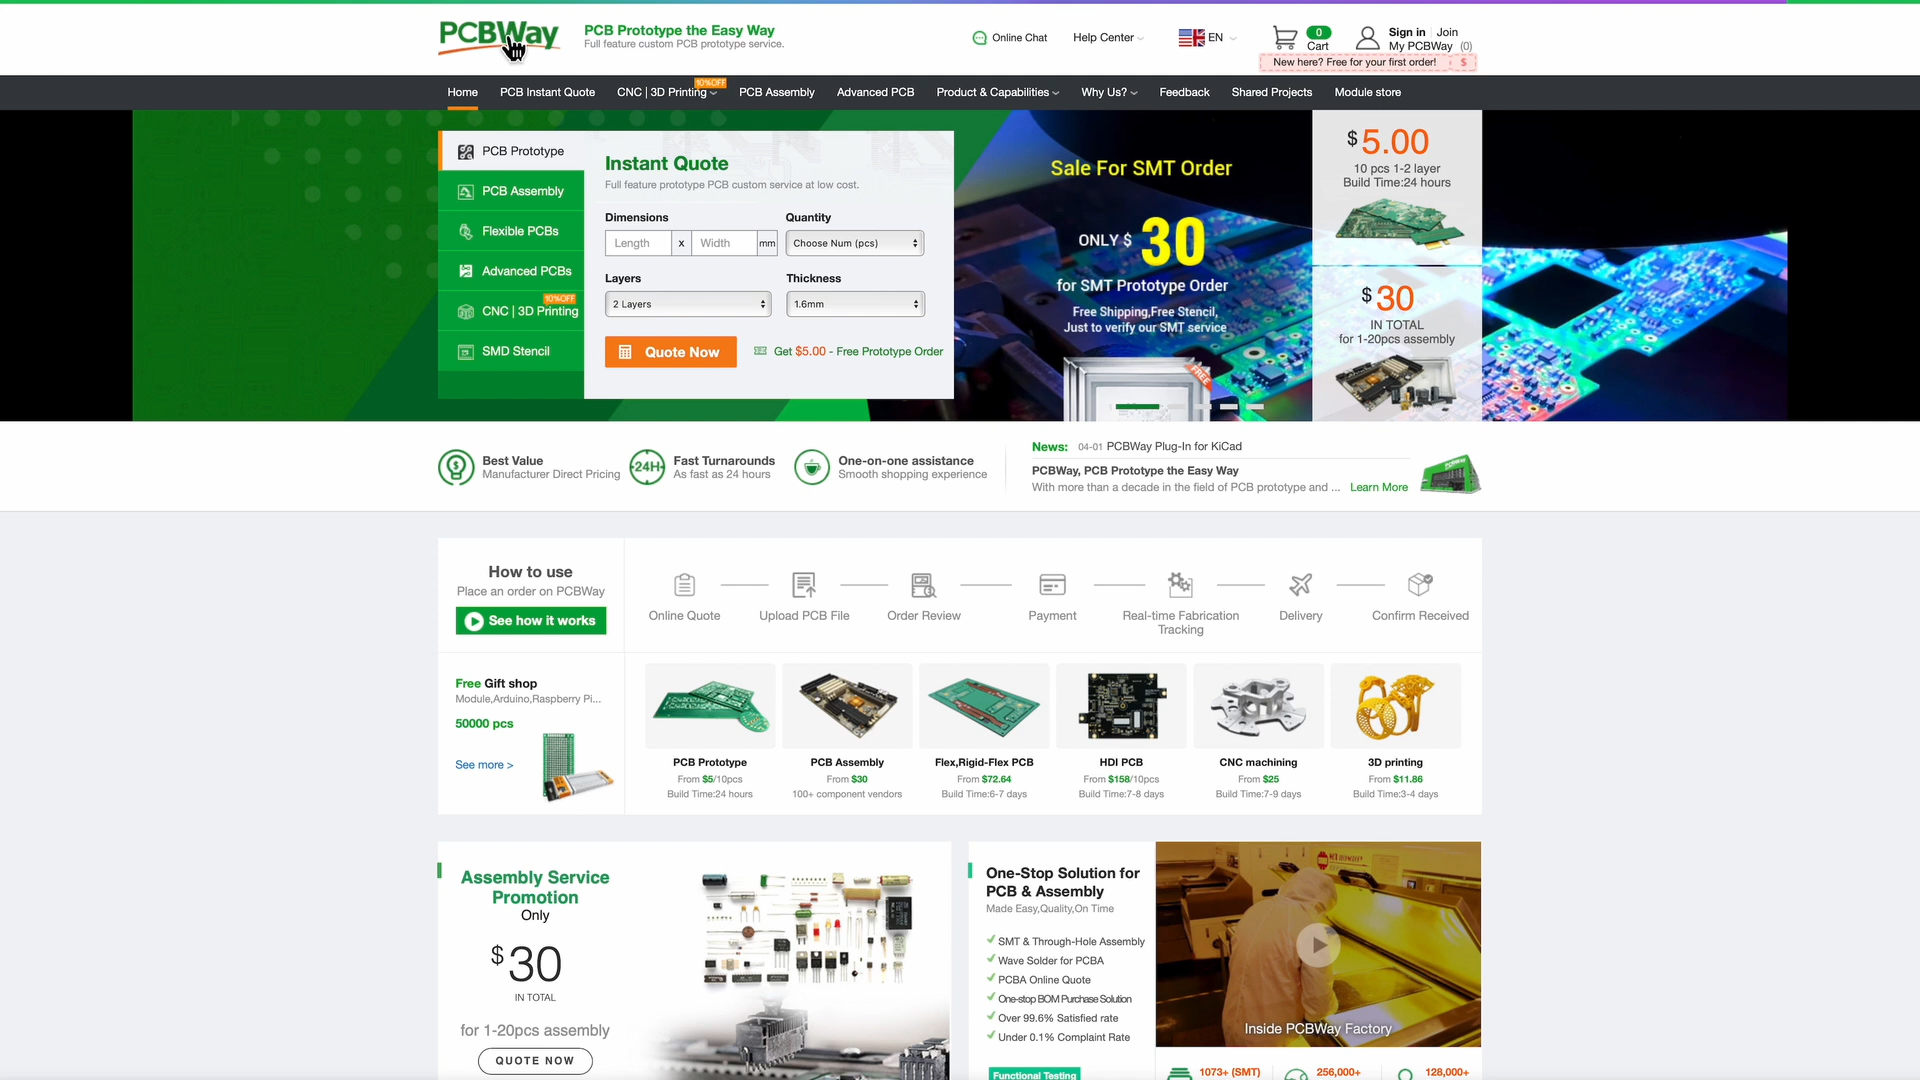 PCBWay
PCB Prototype the Easy Way
Full feature custom PCB prototype service.
Online Chat
Help Center
EN
0
Cart
Sign in
Join
My PCBWay (0)
New here? Free for your first order! $
Home
PCB Instant Quote
CNC | 3D Printing
10%OFF
PCB Assembly
Advanced PCB
Product & Capabilities
Why Us?
Feedback
Shared Projects
Module store
PCB Prototype
PCB Assembly
Flexible PCBs
Advanced PCBs
10%OFF
CNC | 3D Printing
SMD Stencil
Instant Quote
Full feature prototype PCB custom service at low cost.
Dimensions
Quantity
Length x Width mm
Choose Num (pcs)
Layers
Thickness
2 Layers
1.6mm
Quote Now
Get $5.00 - Free Prototype Order
Sale For SMT Order
ONLY $ 30
for SMT Prototype Order
Free Shipping,Free Stencil,
Just to verify our SMT service
FREE
$5.00
10 pcs 1-2 layer
Build Time:24 hours
$30
IN TOTAL
for 1-20pcs assembly
Best Value
Manufacturer Direct Pricing
24H
Fast Turnarounds
As fast as 24 hours
One-on-one assistance
Smooth shopping experience
News: 04-01 PCBWay Plug-In for KiCad
PCBWay, PCB Prototype the Easy Way
With more than a decade in the field of PCB prototype and ... Learn More
How to use
Place an order on PCBWay
See how it works
Online Quote
Upload PCB File
Order Review
Payment
Real-time Fabrication
Tracking
Delivery
Confirm Received
Free Gift shop
Module,Arduino,Raspberry Pi...
50000 pcs
See more >
PCB Prototype
From $5/10pcs
Build Time:24 hours
PCB Assembly
From $30
100+ component vendors
Flex,Rigid-Flex PCB
From $72.64
Build Time:6-7 days
HDI PCB
From $158/10pcs
Build Time:7-8 days
CNC machining
From $25
Build Time:7-9 days
3D printing
From $11.86
Build Time:3-4 days
Assembly Service
Promotion
Only
$30
IN TOTAL
for 1-20pcs assembly
QUOTE NOW
One-Stop Solution for
PCB & Assembly
Made Easy,Quality,On Time
SMT & Through-Hole Assembly
Wave Solder for PCBA
PCBA Online Quote
One-stop BOM Purchase Solution
Over 99.6% Satisfied rate
Under 0.1% Complaint Rate
Functional Testing
Inside PCBWay Factory
1073+ (SMT)
256,000+
128,000+